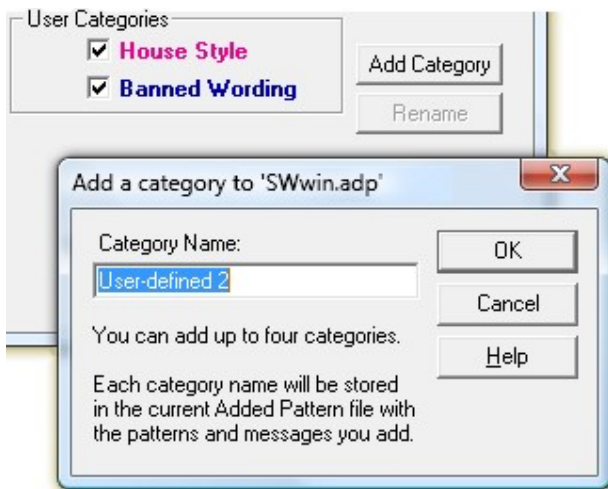 User Categories
House Style
Banned Wording
Add Category
Rename
Add a category to 'SWwin.adp'
Category Name:
User-defined 2
You can add up to four categories.
Each category name will be stored
in the current Added Pattern file with
the patterns and messages you add.
OK
Cancel
Help